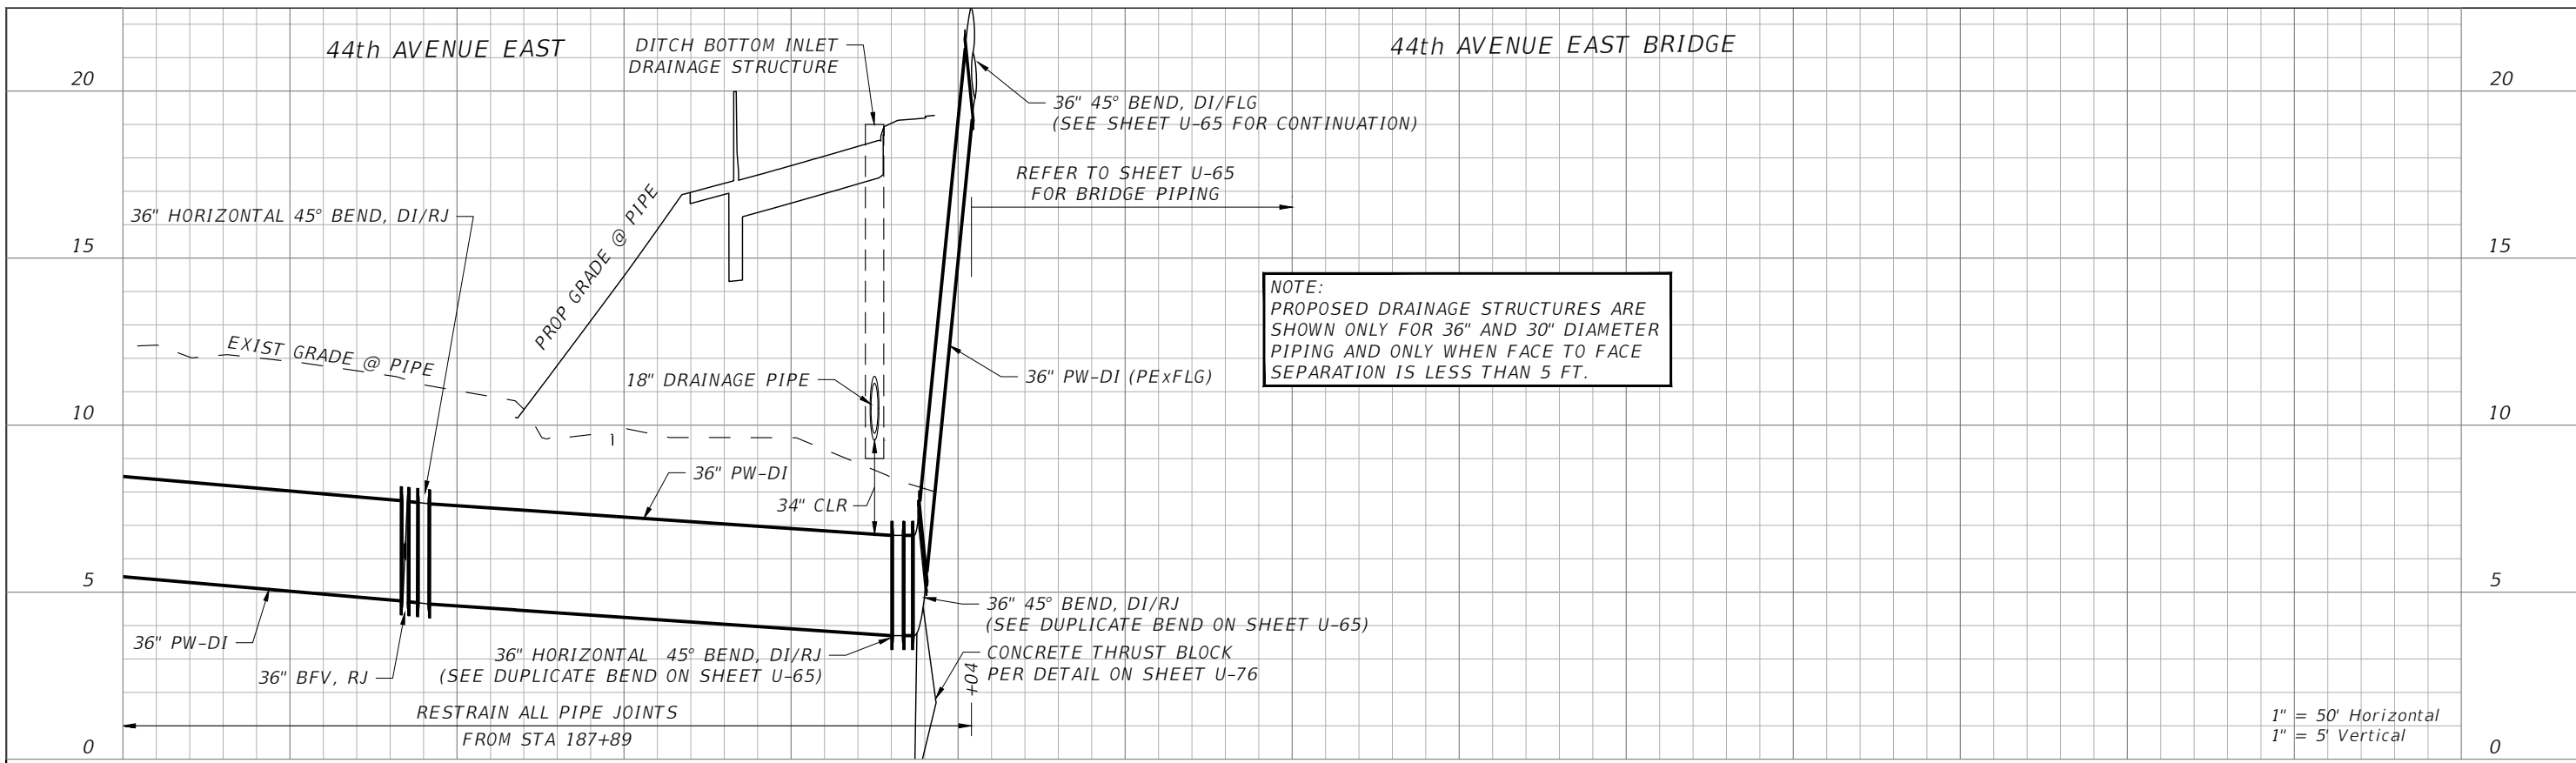 44th AVENUE EAST
DITCH BOTTOM INLET
DRAINAGE STRUCTURE
44th AVENUE EAST BRIDGE
20
20
36" 45° BEND, DI/FLG
(SEE SHEET U-65 FOR CONTINUATION)
REFER TO SHEET U-65
FOR BRIDGE PIPING
36" HORIZONTAL 45° BEND, DI/RJ
PROP GRADE @ PIPE
15
15
NOTE:
PROPOSED DRAINAGE STRUCTURES ARE
SHOWN ONLY FOR 36" AND 30" DIAMETER
PIPING AND ONLY WHEN FACE TO FACE
SEPARATION IS LESS THAN 5 FT.
EXIST GRADE @ PIPE
18" DRAINAGE PIPE
36" PW-DI (PExFLG)
10
10
36" PW-DI
34" CLR
5
5
36" 45° BEND, DI/RJ
(SEE DUPLICATE BEND ON SHEET U-65)
36" PW-DI
36" HORIZONTAL 45° BEND, DI/RJ
(SEE DUPLICATE BEND ON SHEET U-65)
CONCRETE THRUST BLOCK
PER DETAIL ON SHEET U-76
36" BFV, RJ
+04
RESTRAIN ALL PIPE JOINTS
FROM STA 187+89
1" = 50' Horizontal
1" = 5' Vertical
0
0